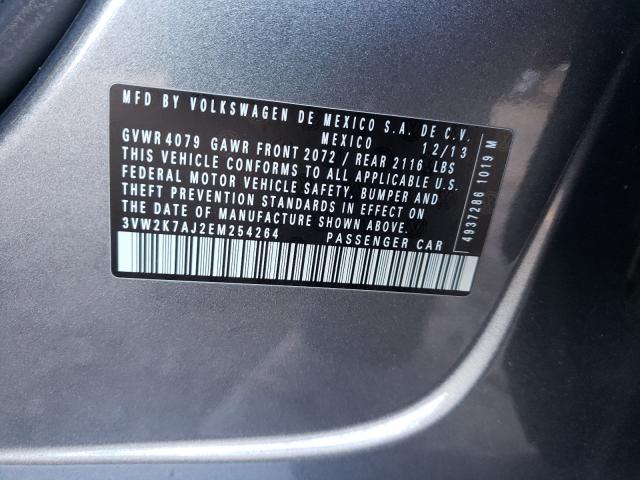 MFD BY VOLKSWAGEN DE MEXICO S.A. DE C.V.
MEXICO 12/13
GVWR 4079 GAWR FRONT 2072 / REAR 2116 LBS
THIS VEHICLE CONFORMS TO ALL APPLICABLE U.S.
FEDERAL MOTOR VEHICLE SAFETY, BUMPER AND
THEFT PREVENTION STANDARDS IN EFFECT ON
THE DATE OF MANUFACTURE SHOWN ABOVE.
3VW2K7AJ2EM254264 PASSENGER CAR
4937286 1019 M